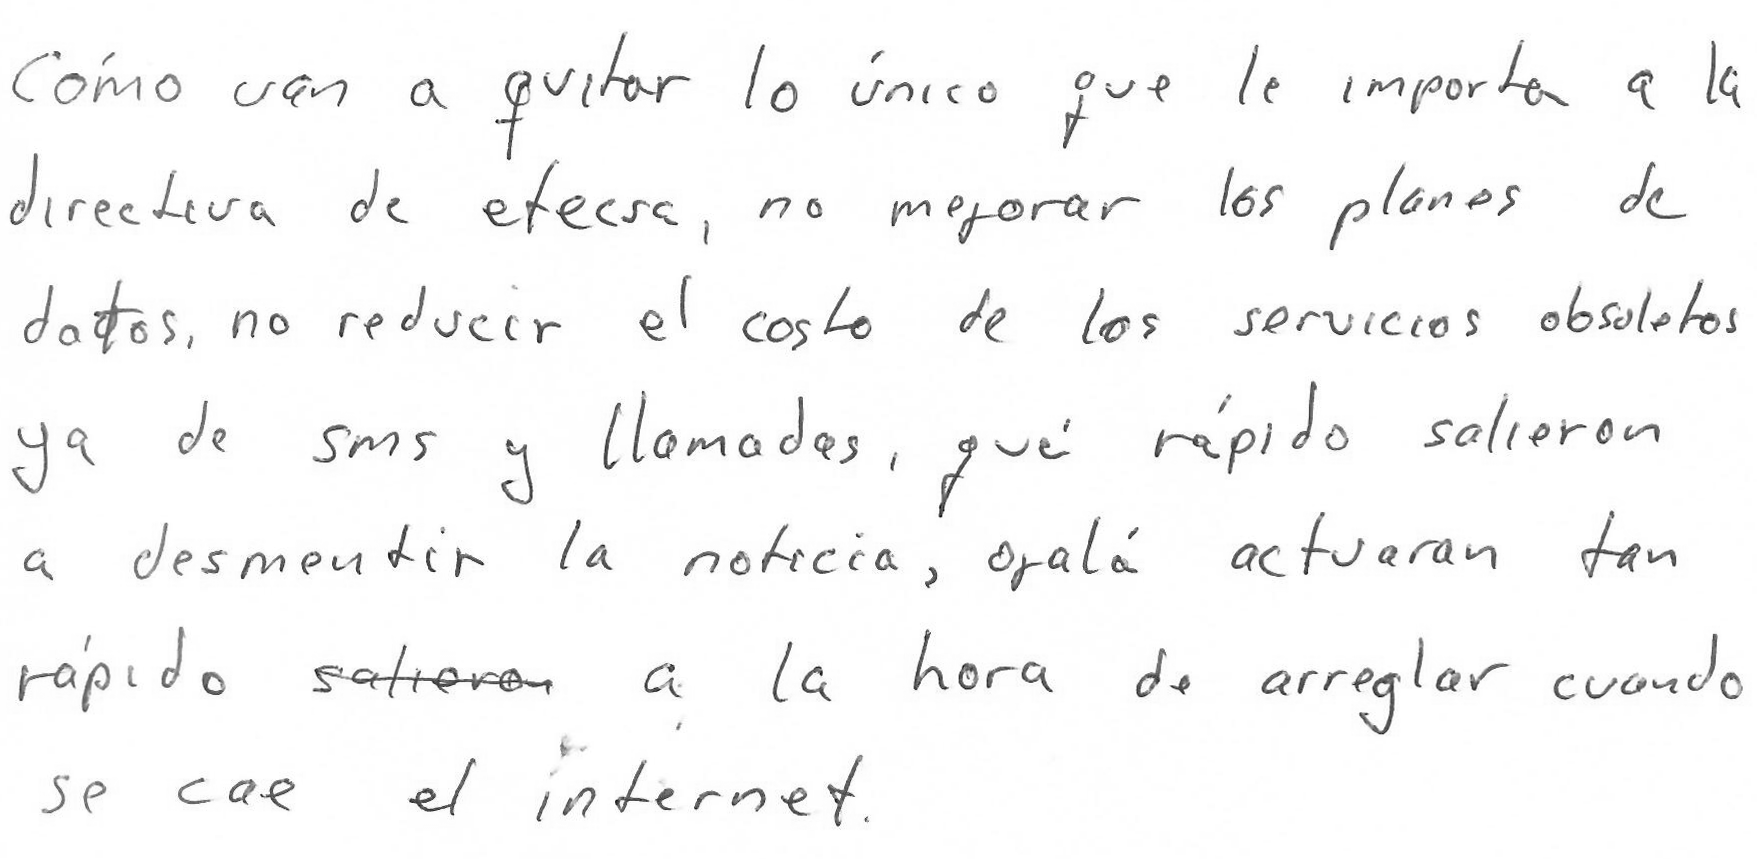 Cómo van a quitar lo único que le importa a la
directiva de etecsa, no mejorar los planes de
datos, no reducir el costo de los servicios obsoletos
ya de sms y llamadas, qué rápido salieron
a desmentir la noticia, ojalá actuaran tan
rápido salieron a la hora de arreglar cuando
se cae el internet.